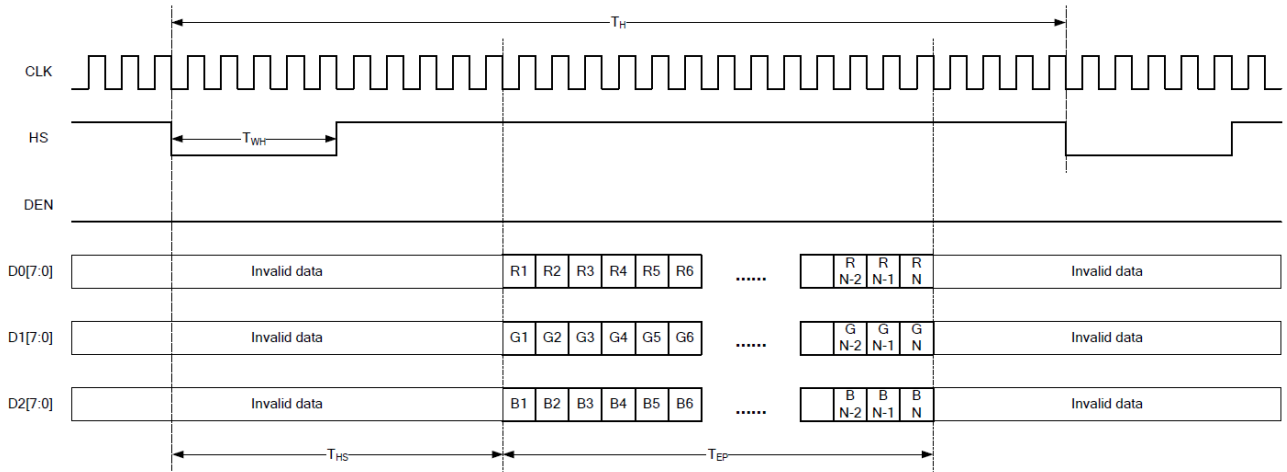 TH
CLK
HS
TWH
DEN
D0[7:0] Invalid data R1 R2 R3 R4 R5 R6 ...... R N-2 R N-1 R N Invalid data
D1[7:0] Invalid data G1 G2 G3 G4 G5 G6 ...... G N-2 G N-1 G N Invalid data
D2[7:0] Invalid data B1 B2 B3 B4 B5 B6 ...... B N-2 B N-1 B N Invalid data
THS TEP